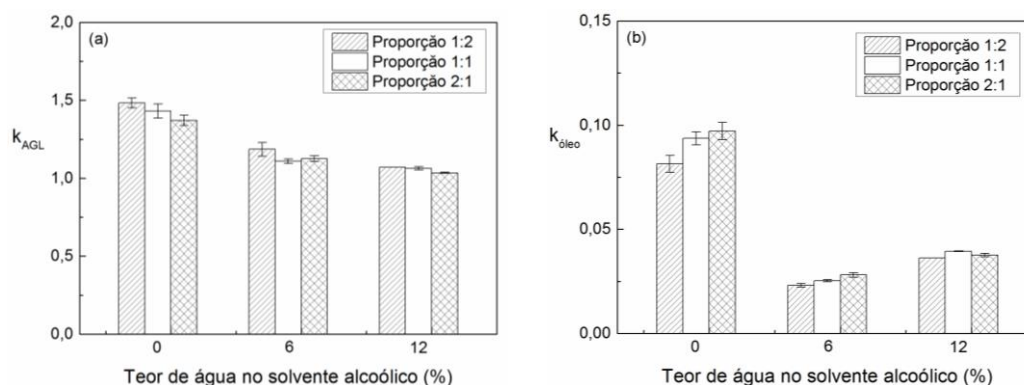 (a)
Proporção 1:2
Proporção 1:1
Proporção 2:1
2,0
1,5
1,0
0,5
0,0
k_AGL
0 6 12
Teor de água no solvente alcoólico (%)
(b)
Proporção 1:2
Proporção 1:1
Proporção 2:1
0,15
0,10
0,05
0,00
k_óleo
0 6 12
Teor de água no solvente alcoólico (%)